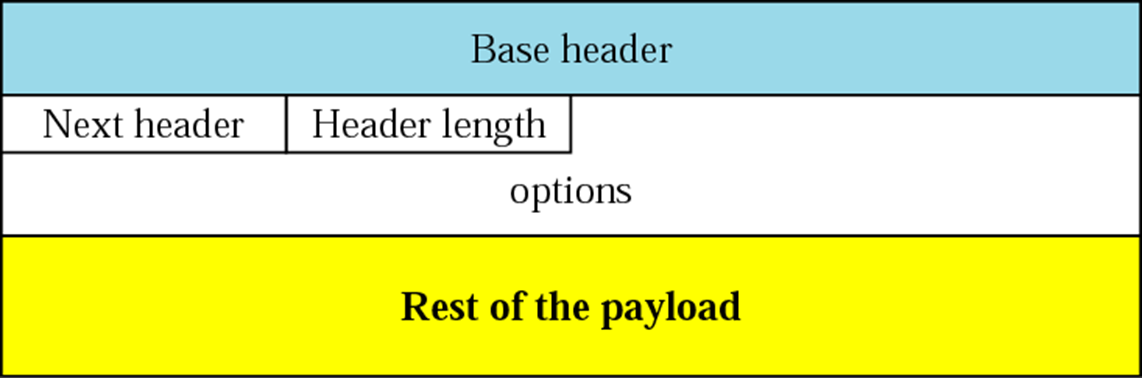 Base header
Next header Header length
options
Rest of the payload